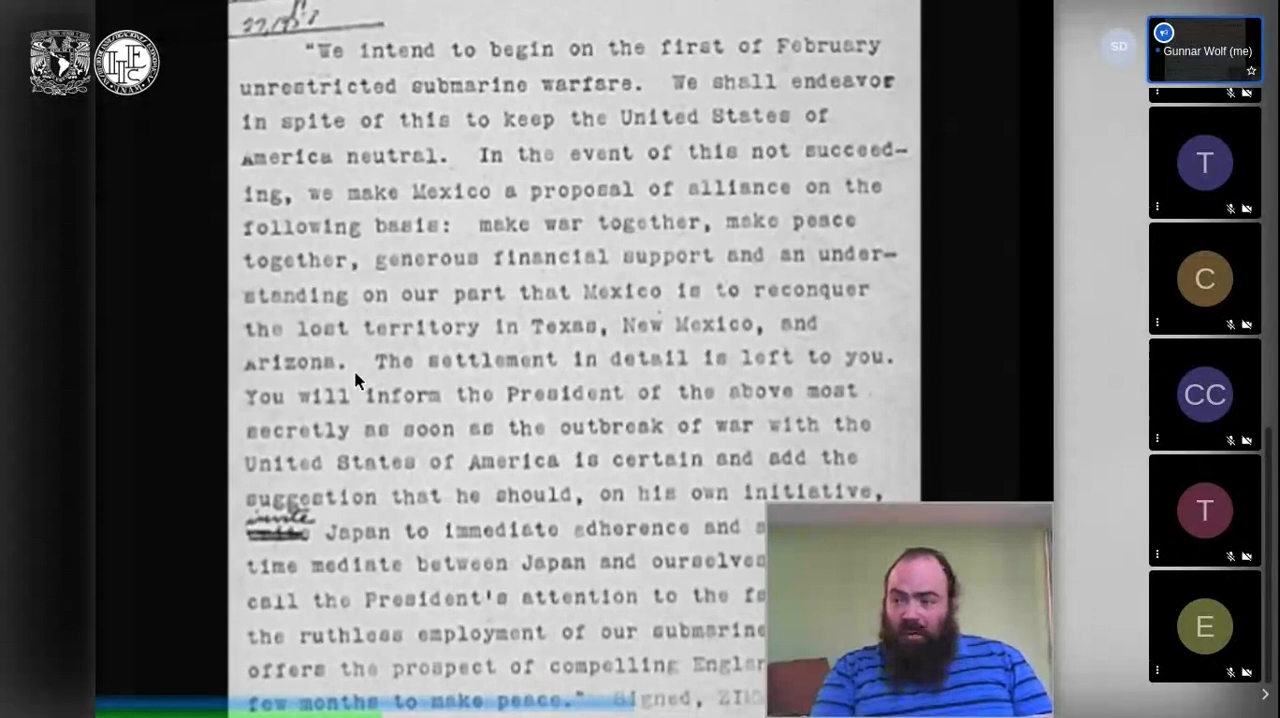 "We intend to begin on the first of February
unrestricted submarine warfare. We shall endeavor
in spite of this to keep the United States of
America neutral. In the event of this not succeed-
ing, we make Mexico a proposal of alliance on the
following basis: make war together, make peace
together, generous financial support and an under-
standing on our part that Mexico is to reconquer
the lost territory in Texas, New Mexico, and
Arizona. The settlement in detail is left to you.
You will inform the President of the above most
secretly as soon as the outbreak of war with the
United States of America is certain and add the
suggestion that he should, on his own initiative,
invite
Japan to immediate adherence and
time mediate between Japan and ourselves
call the President's attention to the
the ruthless employment of our submarine
offers the prospect of compelling
few months to make peace." Signed,
UNAM
SD
Gunnar Wolf (me)
T
C
CC
T
E